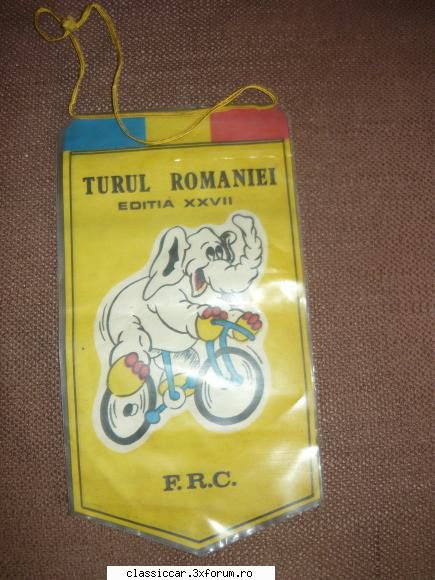 TURUL ROMANIEI
EDITIA XXVII
F.R.C.
classiccar.3xforum.ro